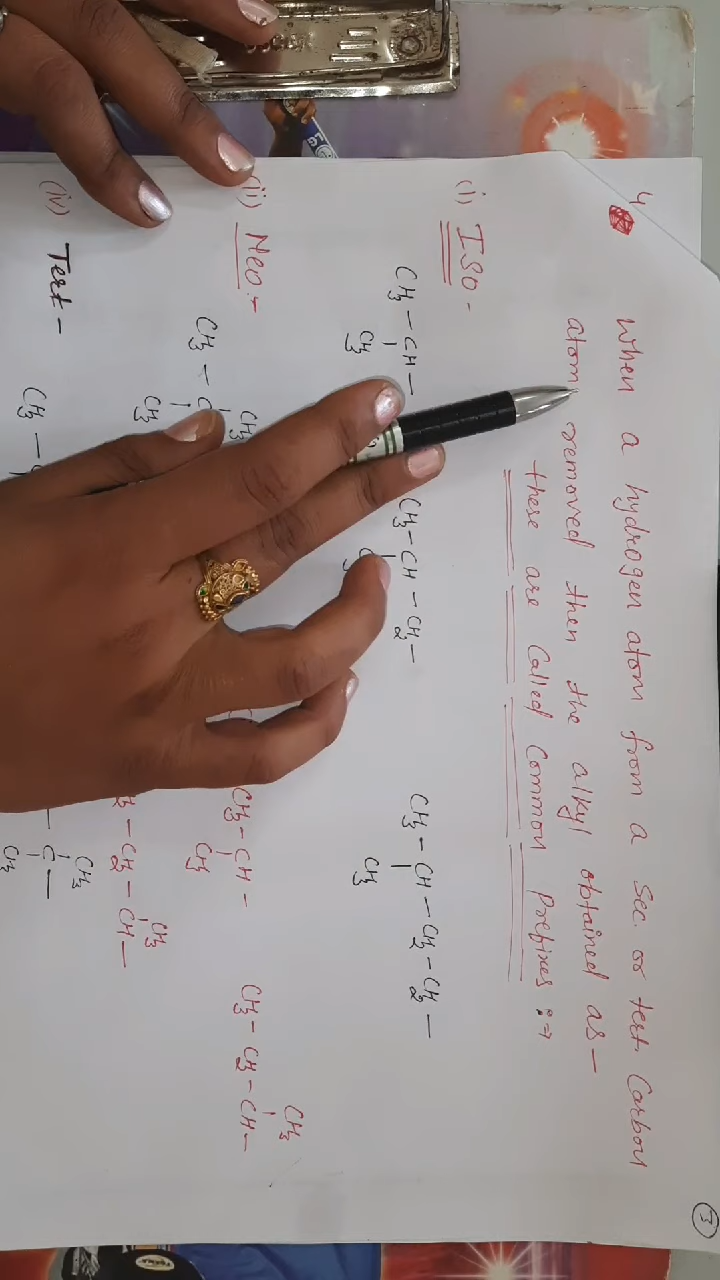 4
When a hydrogen atom from a Sec. or tert. Carbon
atom removed then the alkyl obtained as -
these are Called Common Prefixes :→
(i) Iso -
CH3 - CH -
CH3
CH3 - CH - CH2 -
CH3 - CH - CH2 - CH2 -
CH3
(ii) Neo :-
CH3
CH3 -
CH3
CH3 - CH -
CH3
CH3
CH3 - CH2 - CH -
CH3
- CH2 - CH -
(iv) Tert -
CH3 -
CH3
- C -
CH3
3